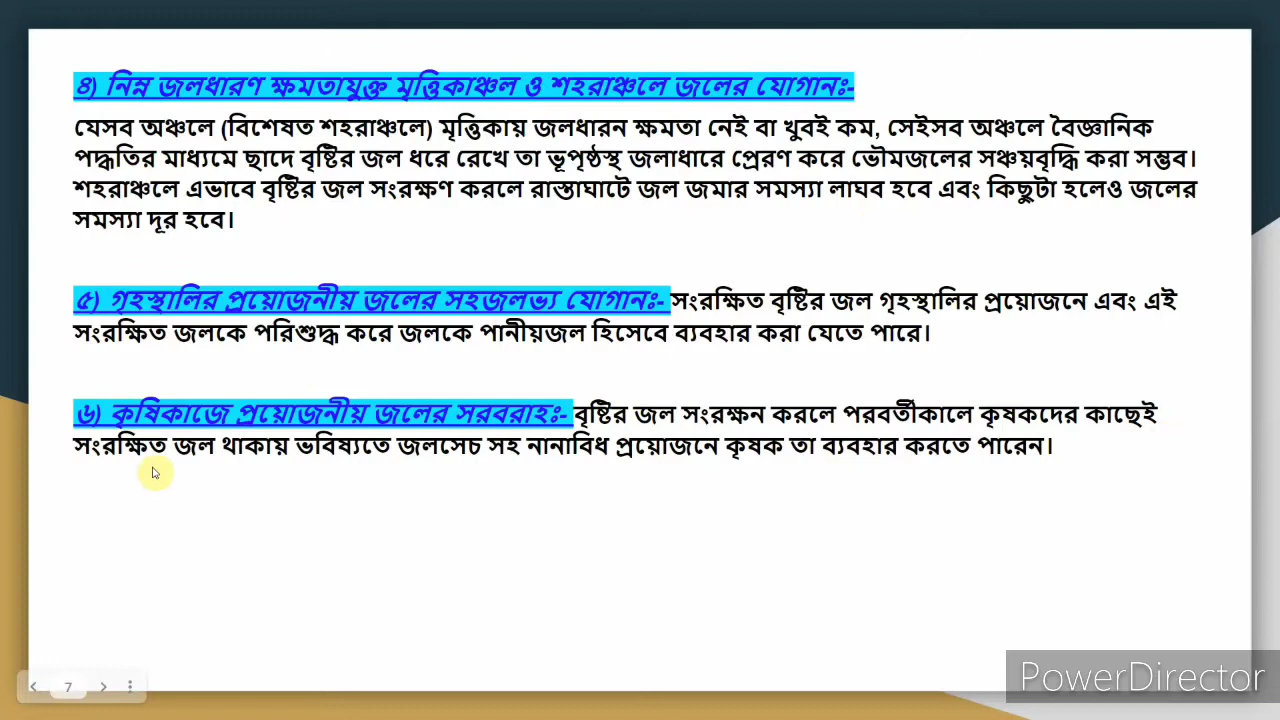 ৪) নিম্ন জলধারণ ক্ষমতাযুক্ত মৃত্তিকাঞ্চল ও শহরাঞ্চলে জলের যোগানঃ-
যেসব অঞ্চলে (বিশেষত শহরাঞ্চলে) মৃত্তিকায় জলধারন ক্ষমতা নেই বা খুবই কম, সেইসব অঞ্চলে বৈজ্ঞানিক
পদ্ধতির মাধ্যমে ছাদে বৃষ্টির জল ধরে রেখে তা ভূপৃষ্ঠস্থ জলাধারে প্রেরণ করে ভৌমজলের সঞ্চয়বৃদ্ধি করা সম্ভব।
শহরাঞ্চলে এভাবে বৃষ্টির জল সংরক্ষণ করলে রাস্তাঘাটে জল জমার সমস্যা লাঘব হবে এবং কিছুটা হলেও জলের
সমস্যা দূর হবে।
৫) গৃহস্থালির প্রয়োজনীয় জলের সহজলভ্য যোগানঃ- সংরক্ষিত বৃষ্টির জল গৃহস্থালির প্রয়োজনে এবং এই
সংরক্ষিত জলকে পরিশুদ্ধ করে জলকে পানীয়জল হিসেবে ব্যবহার করা যেতে পারে।
৬) কৃষিকাজে প্রয়োজনীয় জলের সরবরাহঃ- বৃষ্টির জল সংরক্ষন করলে পরবর্তীকালে কৃষকদের কাছেই
সংরক্ষিত জল থাকায় ভবিষ্যতে জলসেচ সহ নানাবিধ প্রয়োজনে কৃষক তা ব্যবহার করতে পারেন।
7
PowerDirector